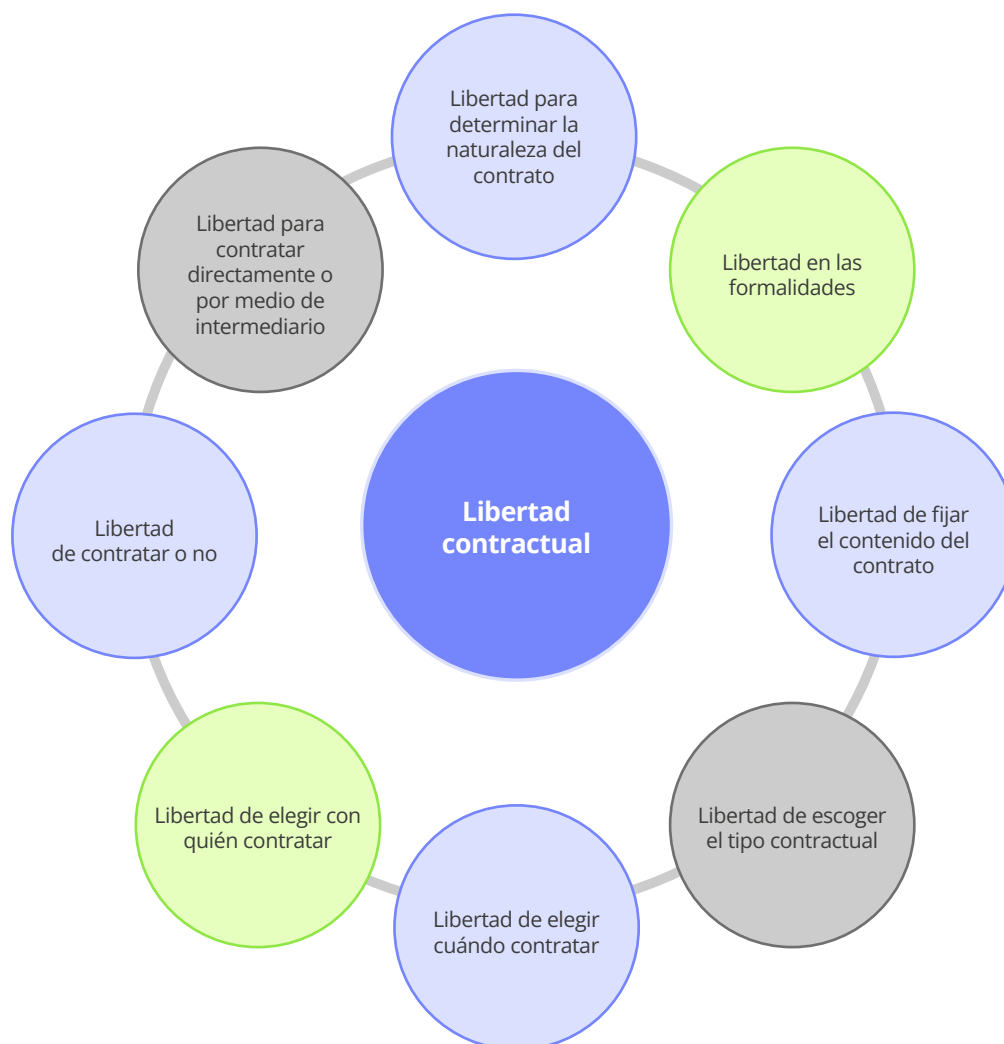 Libertad para
determinar la
naturaleza del
contrato
Libertad para
contratar
directamente o
por medio de
intermediario
Libertad en las
formalidades
Libertad
contractual
Libertad
de contratar o no
Libertad de fijar
el contenido del
contrato
Libertad de elegir con
quién contratar
Libertad de escoger
el tipo contractual
Libertad de elegir
cuándo contratar